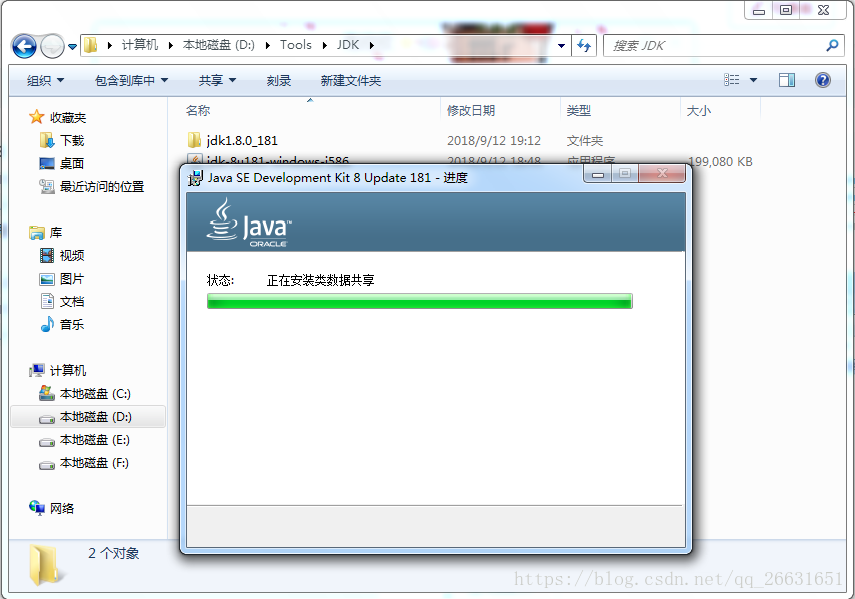 计算机 本地磁盘 (D:) Tools JDK 搜索 JDK
组织 包含到库中 共享 刻录 新建文件夹
名称 修改日期 类型 大小
收藏夹
下载
桌面
最近访问的位置
库
视频
图片
文档
音乐
计算机
本地磁盘 (C:)
本地磁盘 (D:)
本地磁盘 (E:)
本地磁盘 (F:)
网络
jdk1.8.0_181 2018/9/12 19:12 文件夹
jdk-8u181-windows-i586 2018/9/12 18:48 应用程序 199,080 KB
Java SE Development Kit 8 Update 181 - 进度
Java™
ORACLE
状态: 正在安装类数据共享
2 个对象
https://blog.csdn.net/qq_26631651